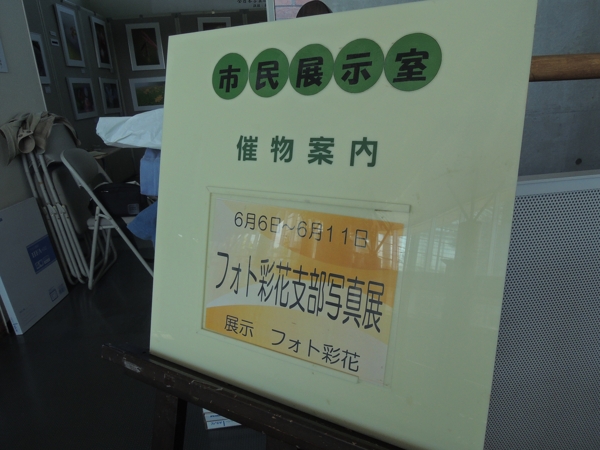 市民展示室
催物案内
6月6日~6月11日
フォト彩花支部写真展
展示 フォト彩花